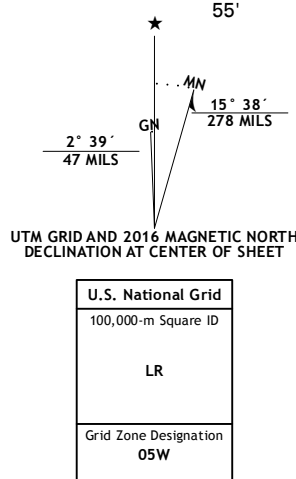 55'
★
MN
GN
15° 38´
278 MILS
2° 39´
47 MILS
UTM GRID AND 2016 MAGNETIC NORTH
DECLINATION AT CENTER OF SHEET
U.S. National Grid
100,000-m Square ID
LR
Grid Zone Designation
05W